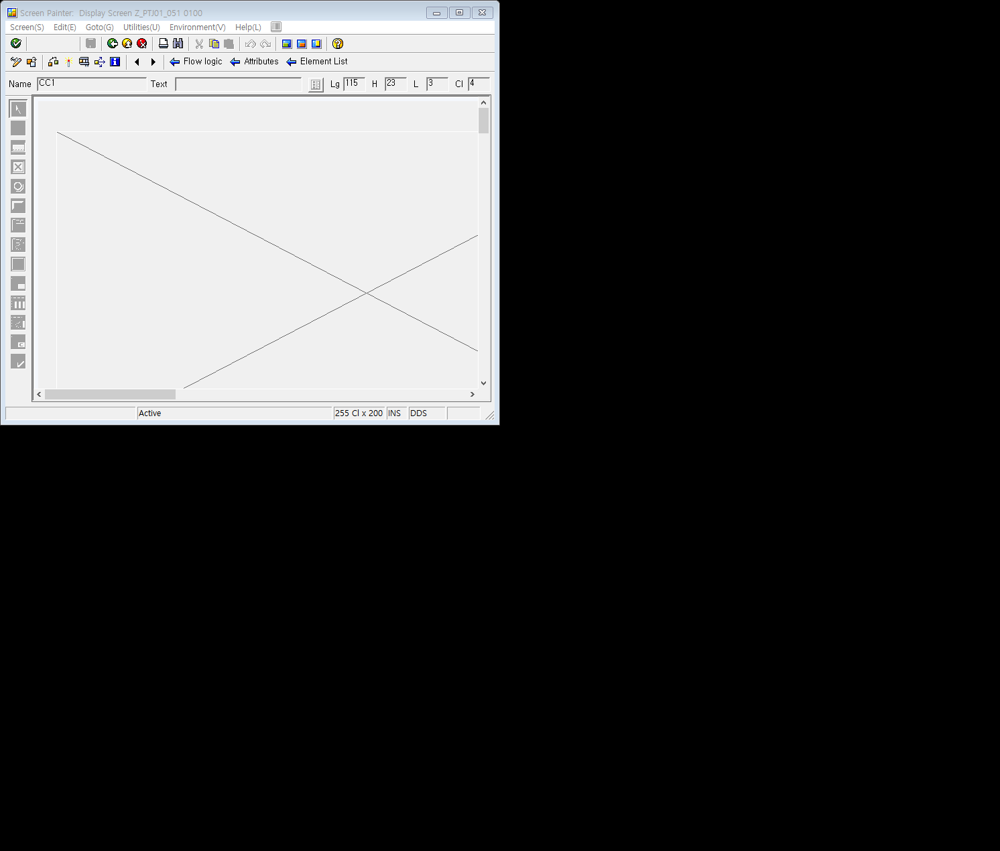 Screen Painter:  Display Screen Z_PTJ01_051 0100
Screen(S) Edit(E) Goto(G) Utilities(U) Environment(V) Help(L)
Flow logic Attributes Element List
Name CC1 Text Lg 115 H 23 L 3 Cl 4
Active 255 Cl x 200 INS DDS